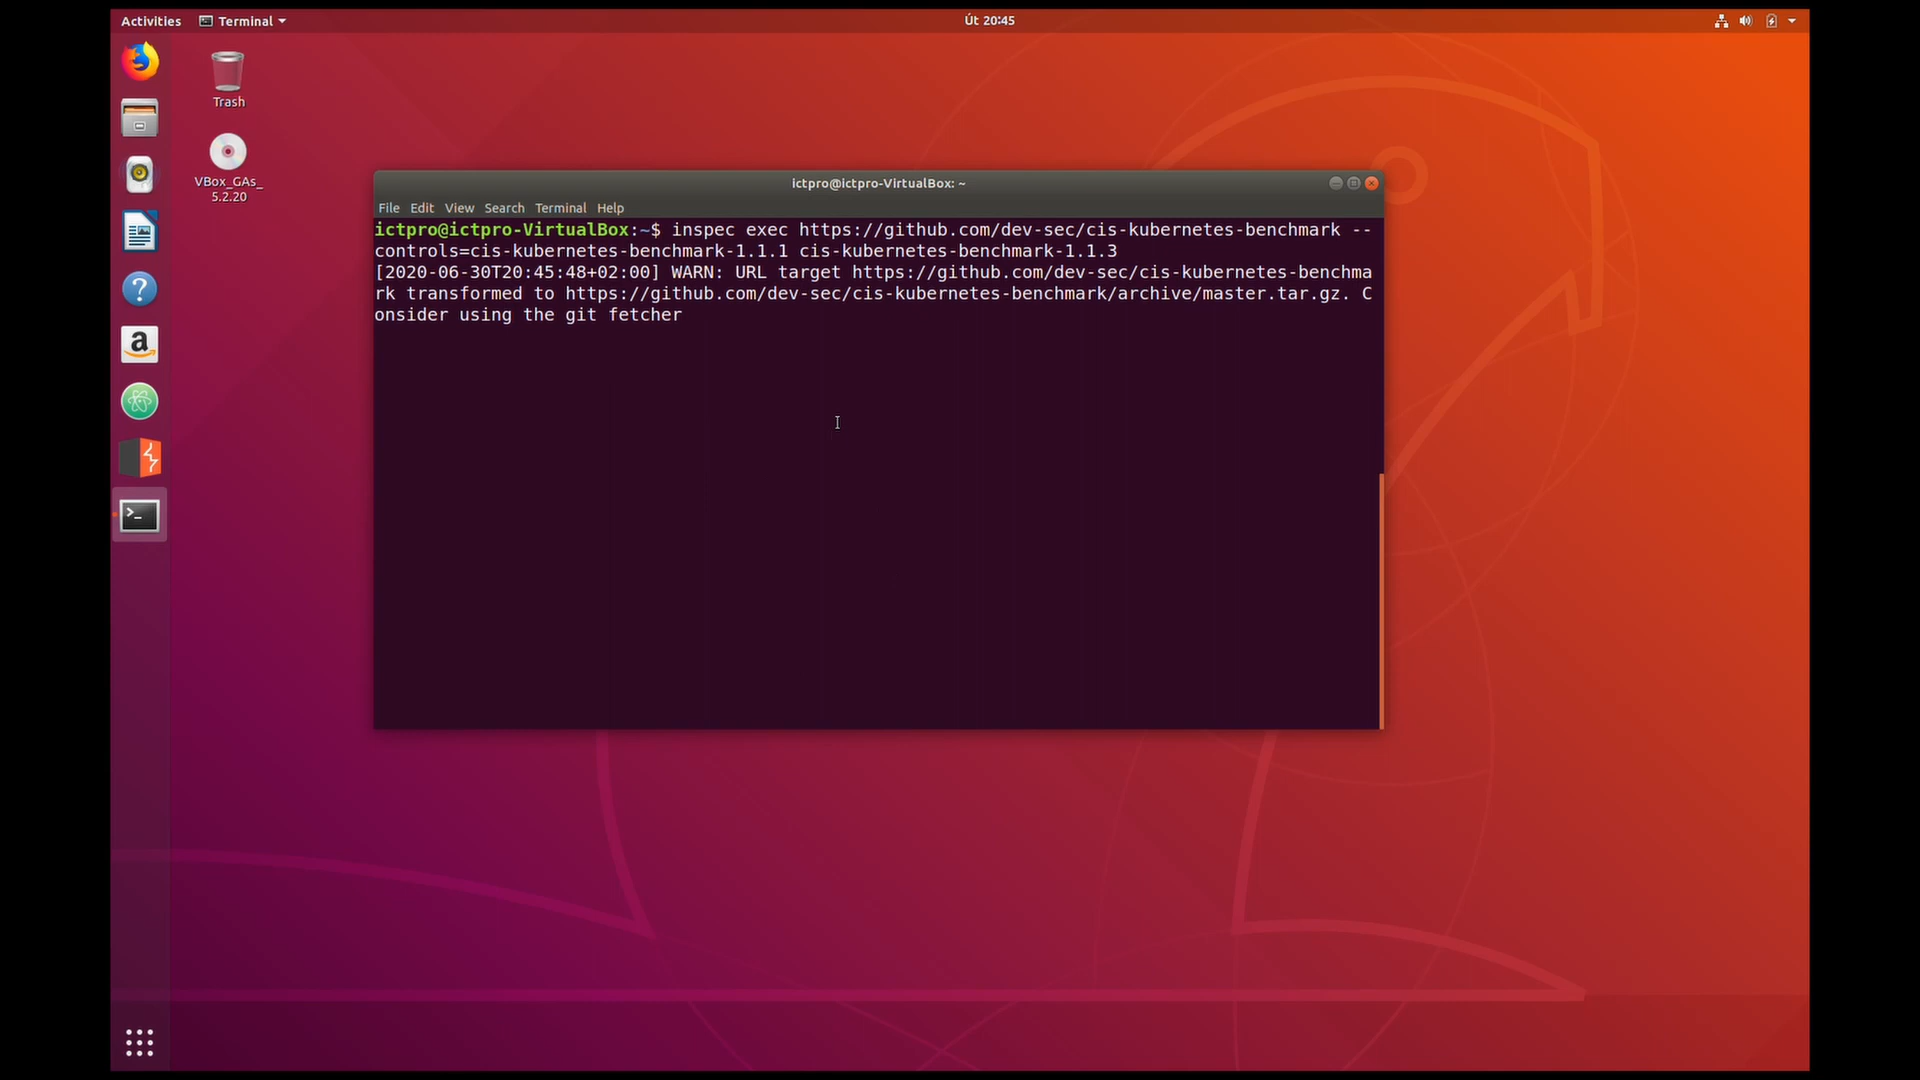 Activities
Terminal
Út 20:45
Trash
VBox_GAs_
5.2.20
ictpro@ictpro-VirtualBox: ~
File Edit View Search Terminal Help
ictpro@ictpro-VirtualBox:~$ inspec exec https://github.com/dev-sec/cis-kubernetes-benchmark --
controls=cis-kubernetes-benchmark-1.1.1 cis-kubernetes-benchmark-1.1.3
[2020-06-30T20:45:48+02:00] WARN: URL target https://github.com/dev-sec/cis-kubernetes-benchma
rk transformed to https://github.com/dev-sec/cis-kubernetes-benchmark/archive/master.tar.gz. C
onsider using the git fetcher